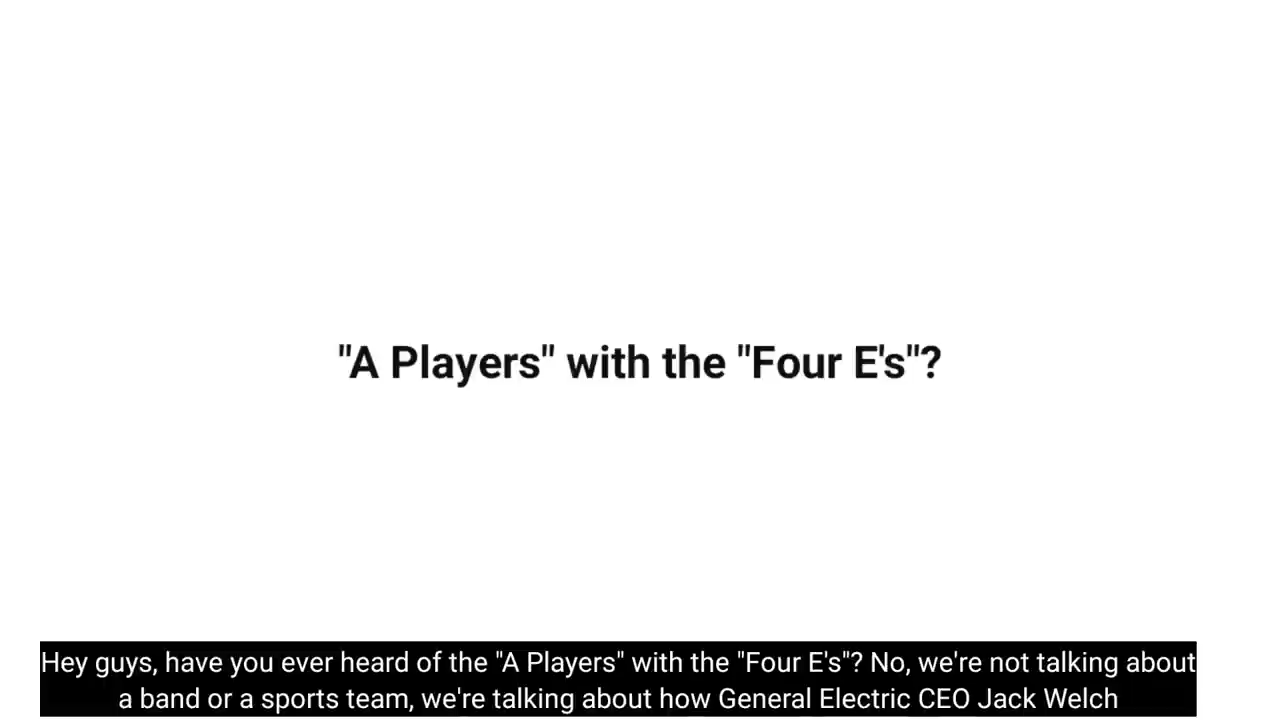 "A Players" with the "Four E's"?
Hey guys, have you ever heard of the "A Players" with the "Four E's"? No, we're not talking about
a band or a sports team, we're talking about how General Electric CEO Jack Welch